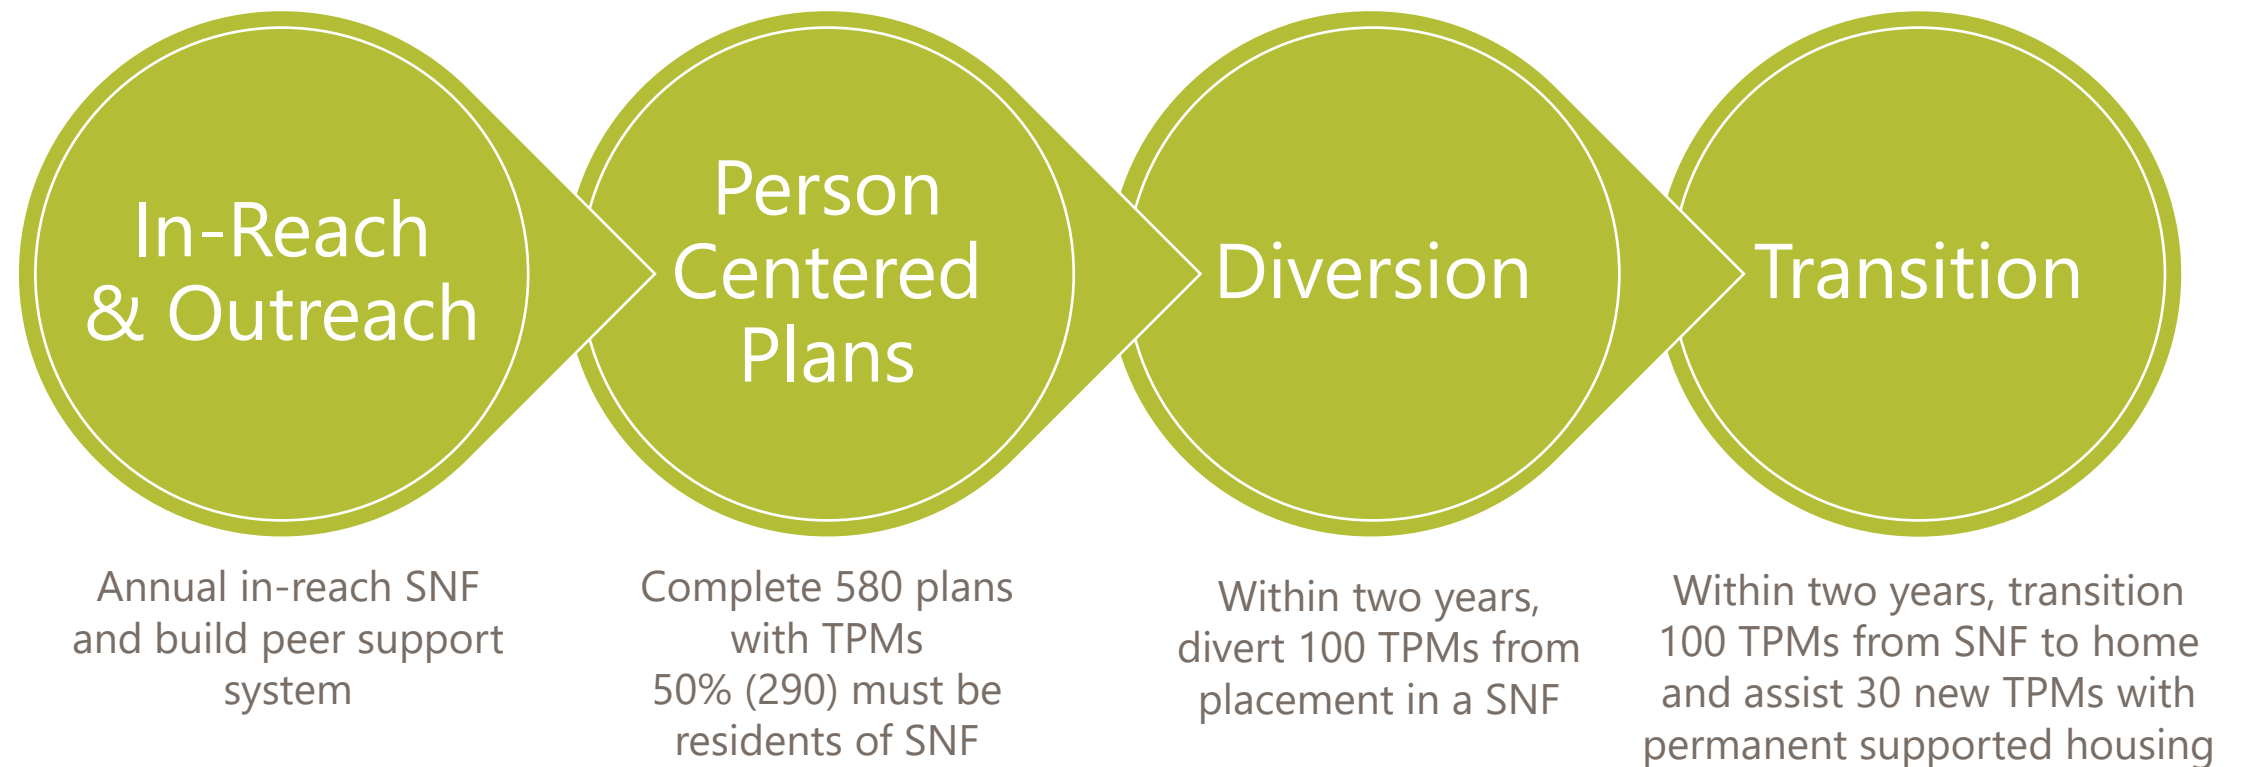 In-Reach
& Outreach
Person
Centered
Plans
Diversion
Transition
Annual in-reach SNF
and build peer support
system
Complete 580 plans
with TPMs
50% (290) must be
residents of SNF
Within two years,
divert 100 TPMs from
placement in a SNF
Within two years, transition
100 TPMs from SNF to home
and assist 30 new TPMs with
permanent supported housing